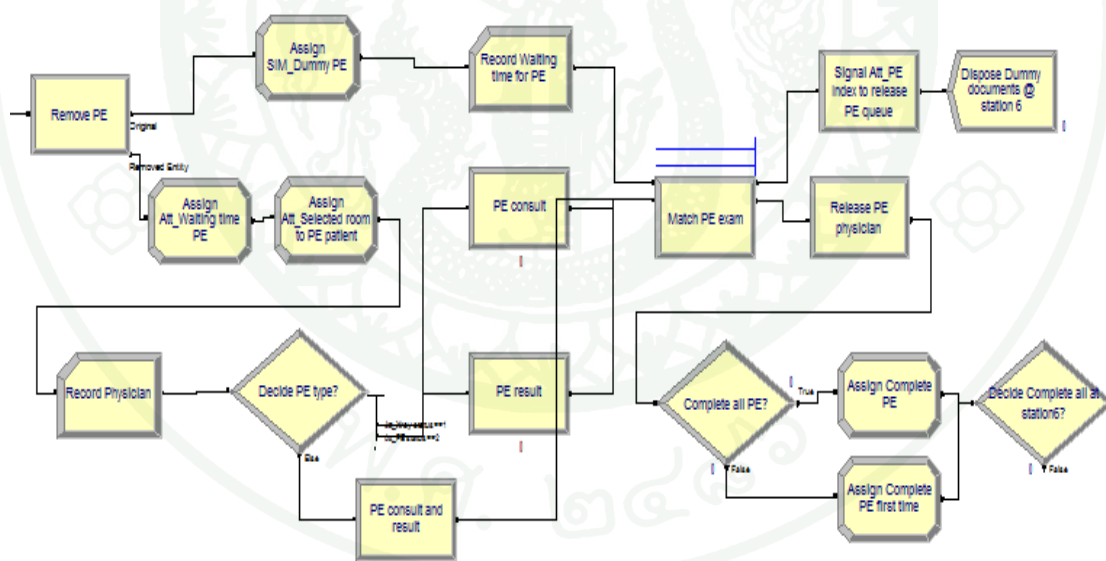 Assign
SIM_Dummy PE
Record Waiting
time for PE
Signal Att_PE
index to release
PE queue
Dispose Dummy
documents @
station 6
Remove PE
Original
Removed Entity
Assign
Att_Waiting time
PE
Assign
Att_Selected room
to PE patient
PE consult
Match PE exam
Release PE
physician
Record Physician
Decide PE type?
Else
PE result
PE consult and
result
Complete all PE?
True
False
Assign Complete
PE
Assign Complete
PE first time
Decide Complete all at
station6?
False